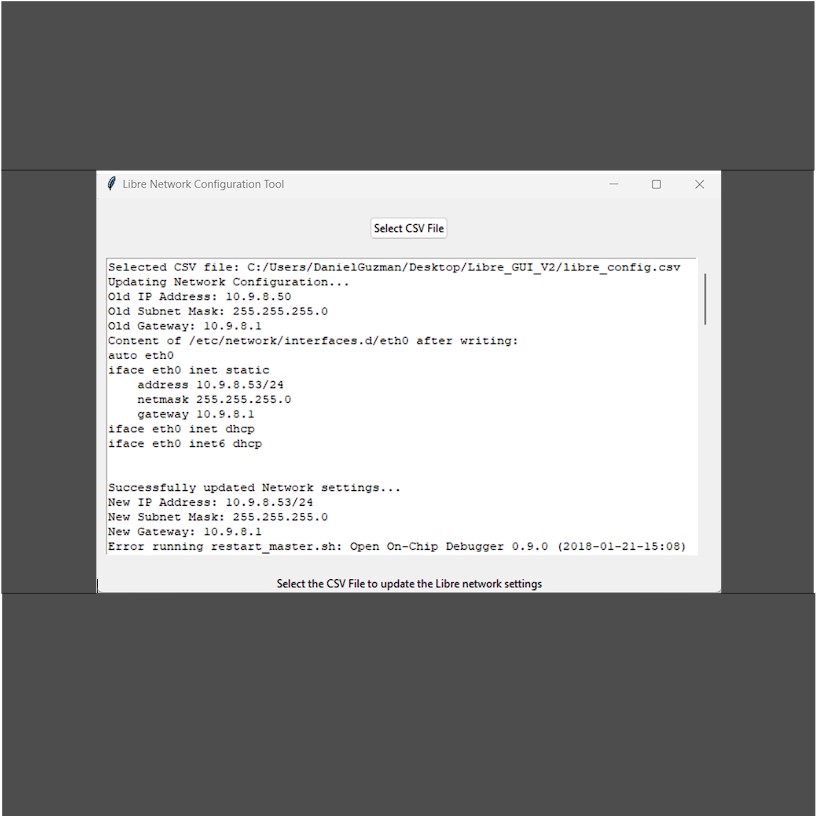 Libre Network Configuration Tool
Select CSV File
Selected CSV file: C:/Users/DanielGuzman/Desktop/Libre_GUI_V2/libre_config.csv
Updating Network Configuration...
Old IP Address: 10.9.8.50
Old Subnet Mask: 255.255.255.0
Old Gateway: 10.9.8.1
Content of /etc/network/interfaces.d/eth0 after writing:
auto eth0
iface eth0 inet static
    address 10.9.8.53/24
    netmask 255.255.255.0
    gateway 10.9.8.1
iface eth0 inet dhcp
iface eth0 inet6 dhcp
Successfully updated Network settings...
New IP Address: 10.9.8.53/24
New Subnet Mask: 255.255.255.0
New Gateway: 10.9.8.1
Error running restart_master.sh: Open On-Chip Debugger 0.9.0 (2018-01-21-15:08)
Select the CSV File to update the Libre network settings